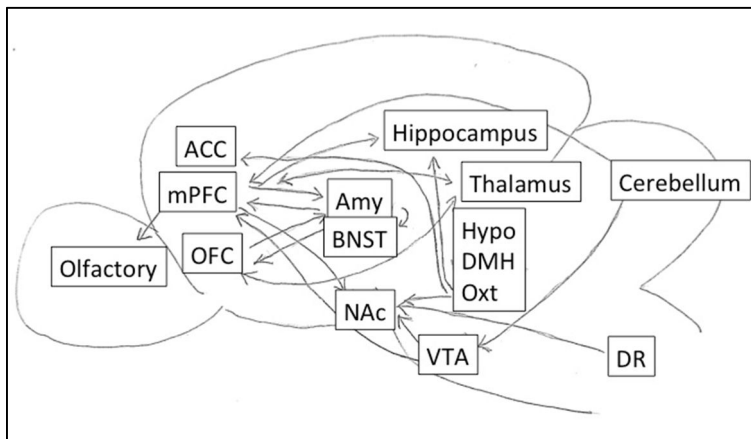 Hippocampus
ACC
mPFC
Amy
BNST
Thalamus
Cerebellum
Hypo
DMH
Oxt
Olfactory
OFC
NAc
VTA
DR